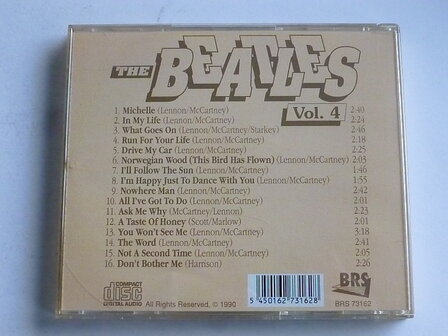 THE BEATLES
Vol. 4
1. Michelle (Lennon/McCartney) 2:40
2. In My Life (Lennon/McCartney) 2:24
3. What Goes On (Lennon/McCartney/Starkey) 2:46
4. Run For Your Life (Lennon/McCartney) 2:18
5. Drive My Car (Lennon/McCartney) 2:25
6. Norwegian Wood (This Bird Has Flown) (Lennon/McCartney) 2:03
7. I'll Follow The Sun (Lennon/McCartney) 1:46
8. I'm Happy Just To Dance With You (Lennon/McCartney) 1:55
9. Nowhere Man (Lennon/McCartney) 2:42
10. All I've Got To Do (Lennon/McCartney) 2:01
11. Ask Me Why (McCartney/Lennon) 2:23
12. A Taste Of Honey (Scott/Marlow) 2:01
13. You Won't See Me (Lennon/McCartney) 3:18
14. The Word (Lennon/McCartney) 2:41
15. Not A Second Time (Lennon/McCartney) 2:05
16. Don't Bother Me (Harrison) 2:26
COMPACT
disc
DIGITAL AUDIO
All Rights Reserved, © 1990
5 450162 731628
BRS
BRS 73162